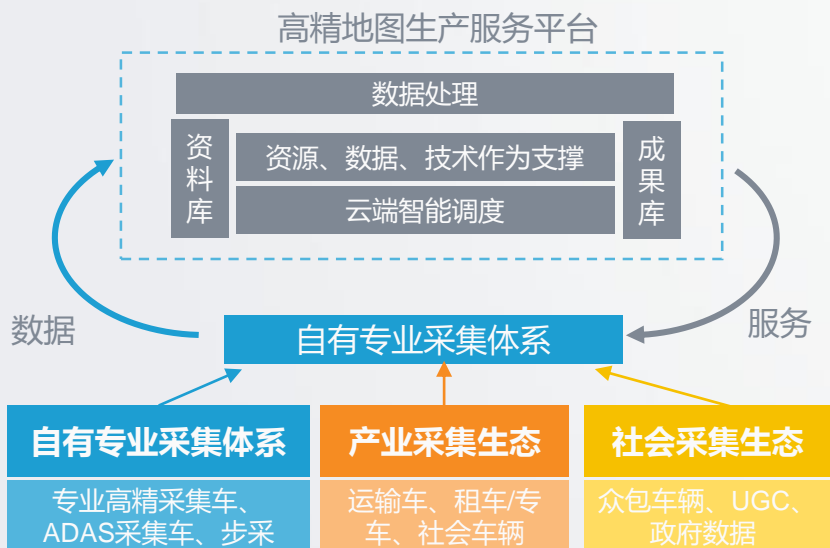 高精地图生产服务平台
数据处理
资料库
资源、数据、技术作为支撑
云端智能调度
成果库
数据
服务
自有专业采集体系
自有专业采集体系
专业高精采集车、
ADAS采集车、步采
产业采集生态
运输车、租车/专
车、社会车辆
社会采集生态
众包车辆、UGC、
政府数据